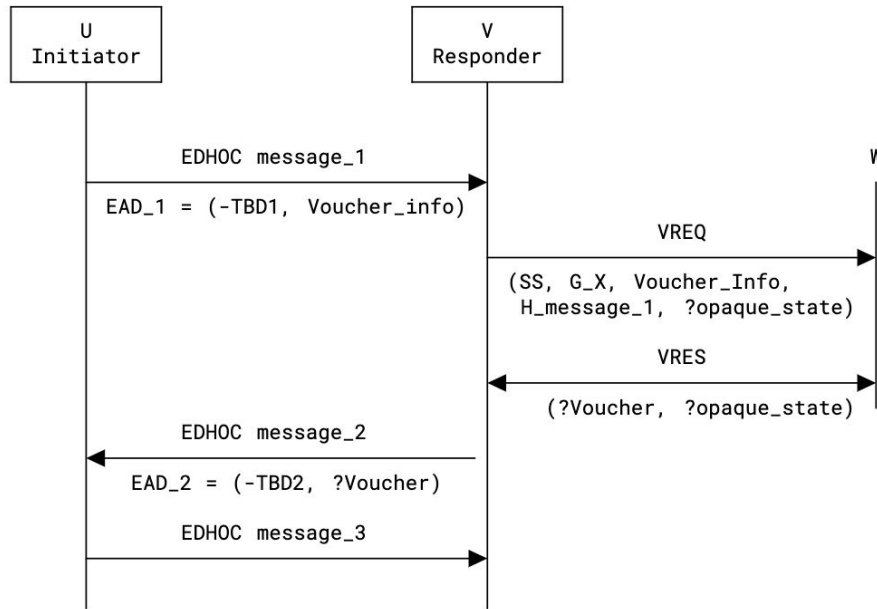 U
Initiator
V
Responder
EDHOC message_1
W
EAD_1 = (-TBD1, Voucher_info)
VREQ
(SS, G_X, Voucher_Info,
H_message_1, ?opaque_state)
VRES
(?Voucher, ?opaque_state)
EDHOC message_2
EAD_2 = (-TBD2, ?Voucher)
EDHOC message_3